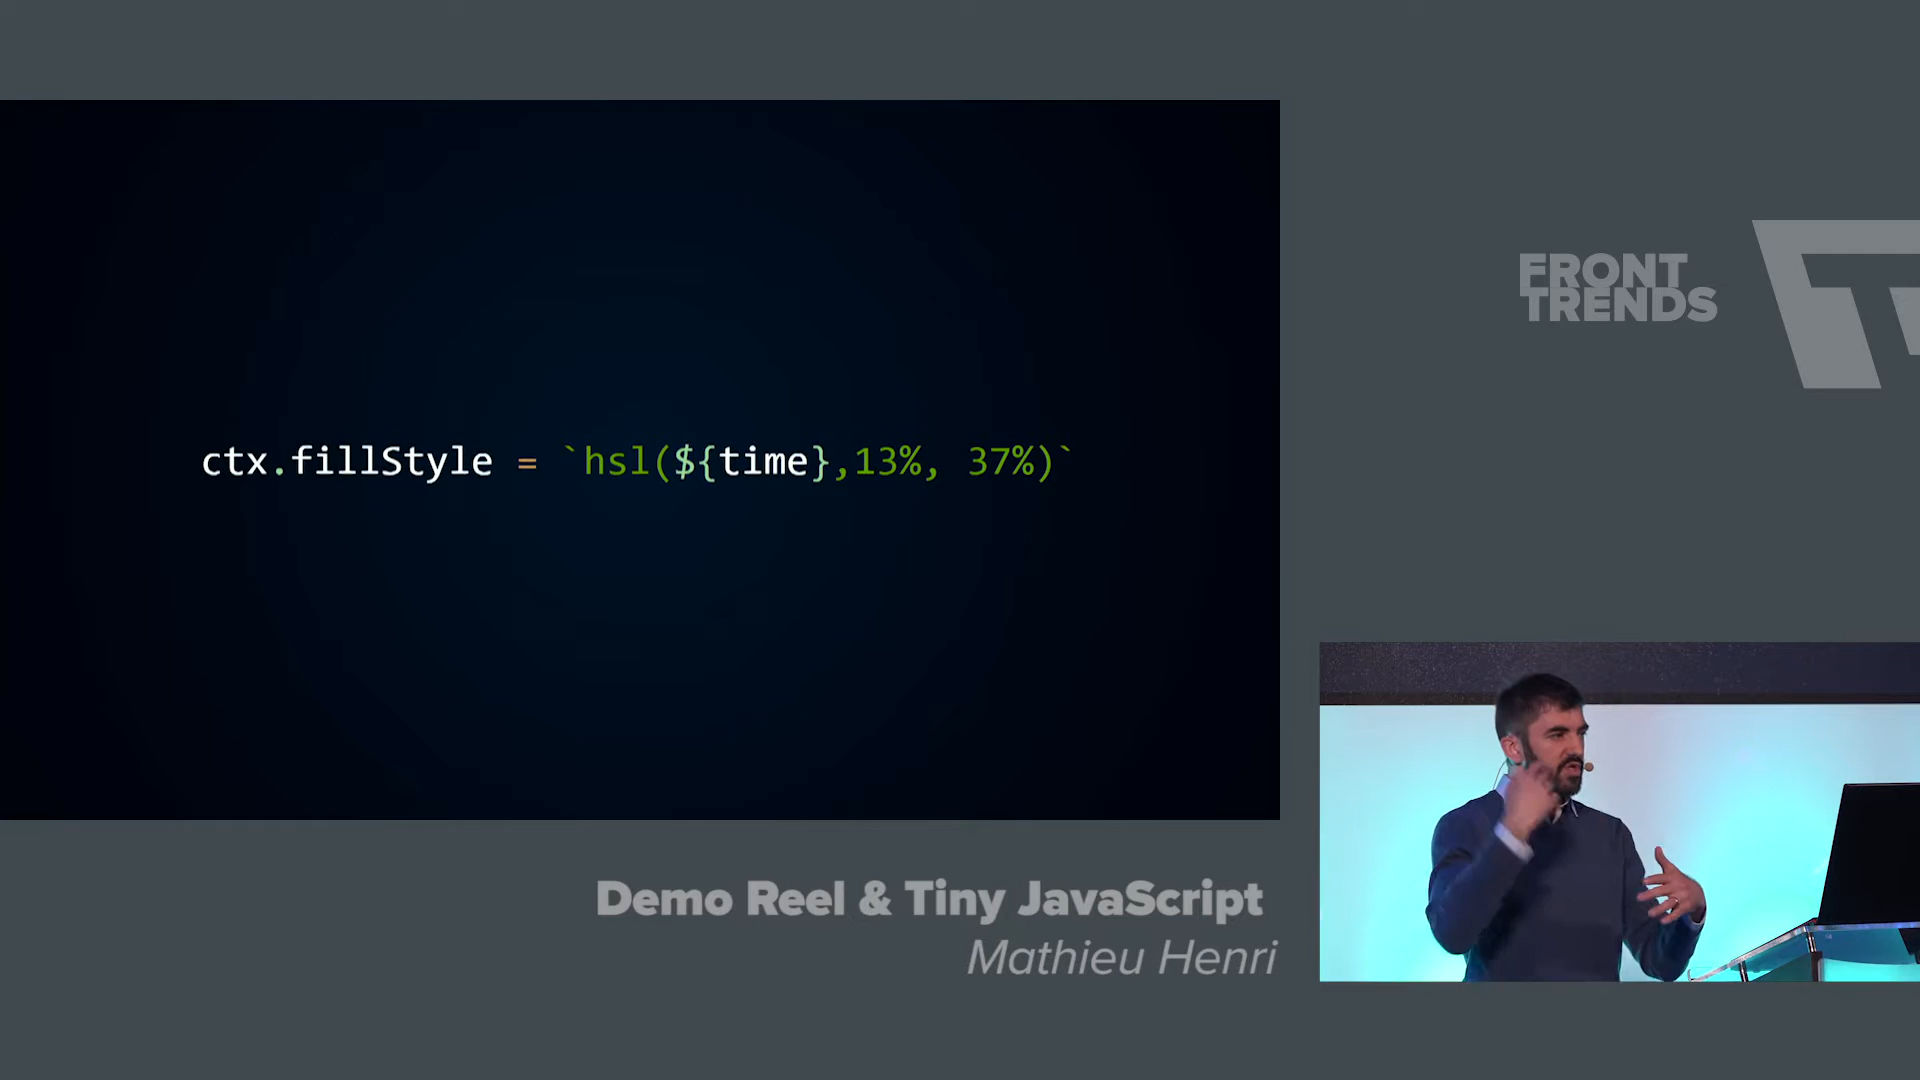 ctx.fillStyle = `hsl(${time},13%, 37%)`
FRONT
TRENDS
Demo Reel & Tiny JavaScript
Mathieu Henri